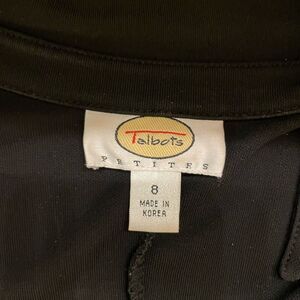 Talbots
PETITES
8
MADE IN
KOREA